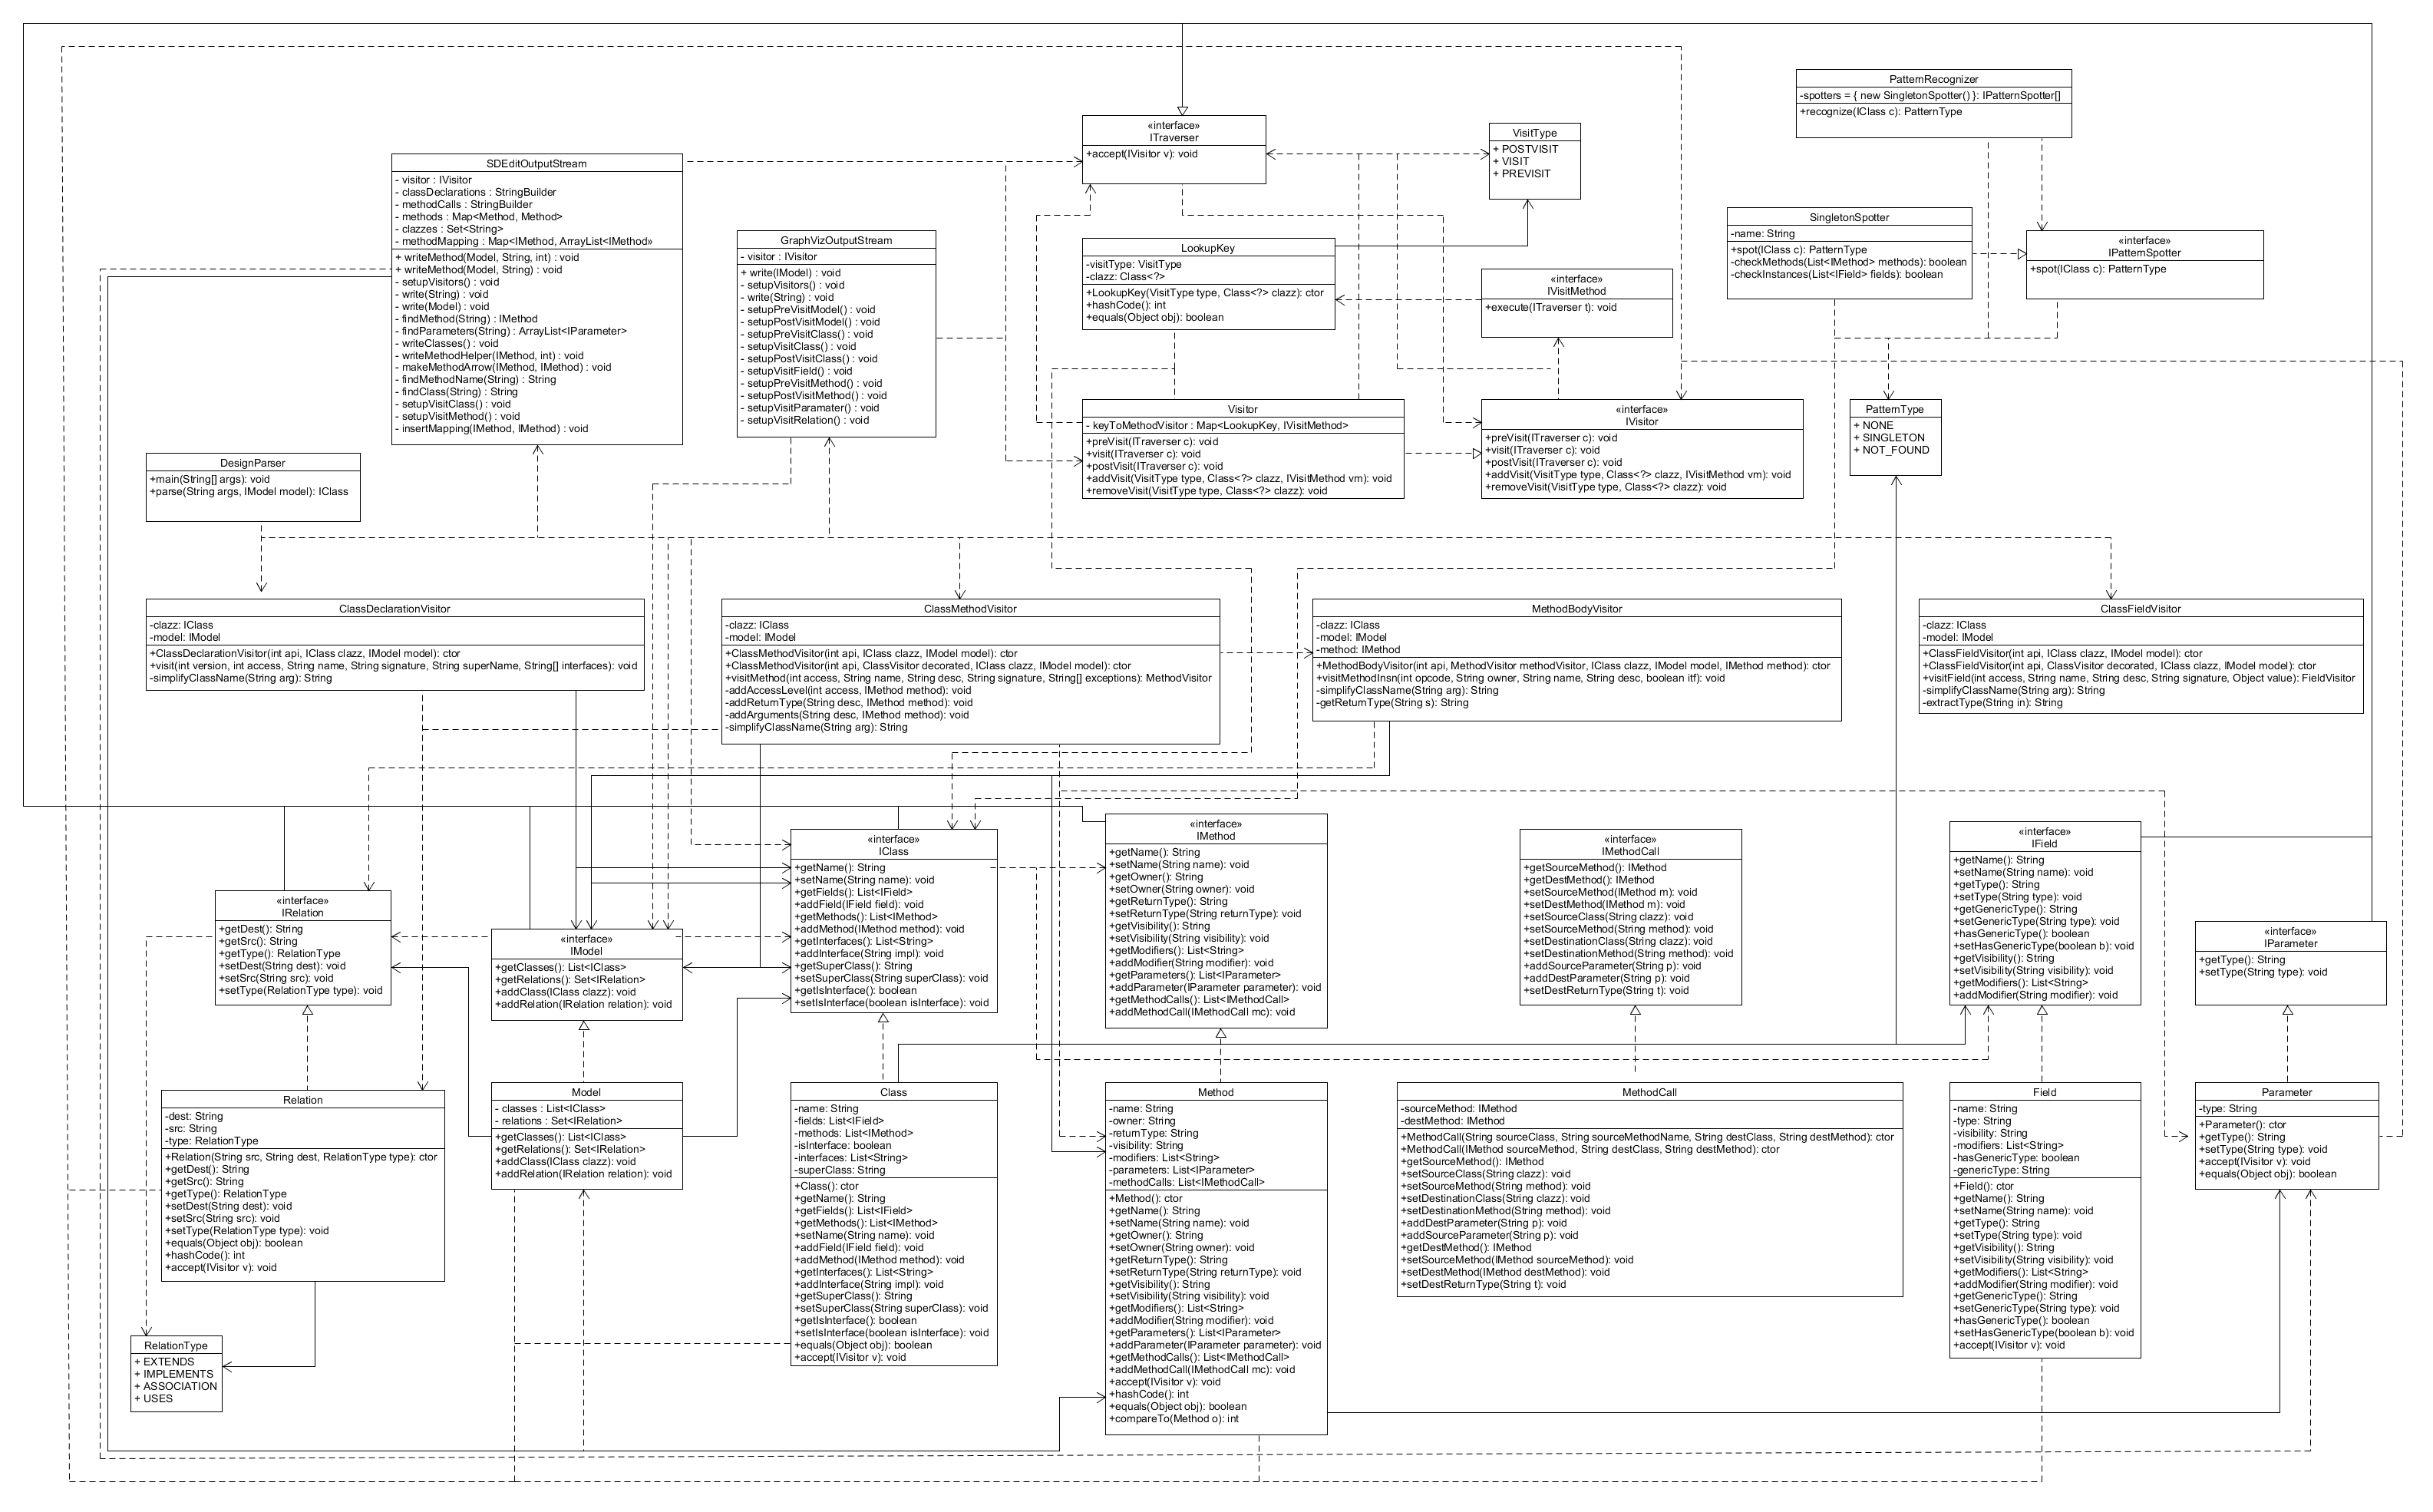 PatternRecognizer
-spotters = { new SingletonSpotter() }: IPatternSpotter[]
+recognize(IClass c): PatternType
«interface»
ITraverser
+accept(IVisitor v): void
VisitType
+ POSTVISIT
+ VISIT
+ PREVISIT
SDEditOutputStream
- visitor : IVisitor
- classDeclarations : StringBuilder
- methodCalls : StringBuilder
- methods : Map<Method, Method>
- clazzes : Set<String>
- methodMapping : Map<IMethod, ArrayList<IMethod»
+ writeMethod(Model, String, int) : void
+ writeMethod(Model, String) : void
- setupVisitors() : void
- write(String) : void
- write(Model) : void
- findMethod(String) : IMethod
- findParameters(String) : ArrayList<IParameter>
- writeClasses() : void
- writeMethodHelper(IMethod, int) : void
- makeMethodArrow(IMethod, IMethod) : void
- findMethodName(String) : String
- findClass(String) : String
- setupVisitClass() : void
- setupVisitMethod() : void
- insertMapping(IMethod, IMethod) : void
GraphVizOutputStream
- visitor : IVisitor
+ write(IModel) : void
- setupVisitors() : void
- write(String) : void
- setupPreVisitModel() : void
- setupPostVisitModel() : void
- setupPreVisitClass() : void
- setupVisitClass() : void
- setupPostVisitClass() : void
- setupVisitField() : void
- setupPreVisitMethod() : void
- setupPostVisitMethod() : void
- setupVisitParamater() : void
- setupVisitRelation() : void
LookupKey
-visitType: VisitType
-clazz: Class<?>
+LookupKey(VisitType type, Class<?> clazz): ctor
+hashCode(): int
+equals(Object obj): boolean
«interface»
IVisitMethod
+execute(ITraverser t): void
SingletonSpotter
-name: String
+spot(IClass c): PatternType
-checkMethods(List<IMethod> methods): boolean
-checkInstances(List<IField> fields): boolean
«interface»
IPatternSpotter
+spot(IClass c): PatternType
Visitor
- keyToMethodVisitor : Map<LookupKey, IVisitMethod>
+preVisit(ITraverser c): void
+visit(ITraverser c): void
+postVisit(ITraverser c): void
+addVisit(VisitType type, Class<?> clazz, IVisitMethod vm): void
+removeVisit(VisitType type, Class<?> clazz): void
«interface»
IVisitor
+preVisit(ITraverser c): void
+visit(ITraverser c): void
+postVisit(ITraverser c): void
+addVisit(VisitType type, Class<?> clazz, IVisitMethod vm): void
+removeVisit(VisitType type, Class<?> clazz): void
PatternType
+ NONE
+ SINGLETON
+ NOT_FOUND
DesignParser
+main(String[] args): void
+parse(String args, IModel model): IClass
ClassDeclarationVisitor
-clazz: IClass
-model: IModel
+ClassDeclarationVisitor(int api, IClass clazz, IModel model): ctor
+visit(int version, int access, String name, String signature, String superName, String[] interfaces): void
-simplifyClassName(String arg): String
ClassMethodVisitor
-clazz: IClass
-model: IModel
+ClassMethodVisitor(int api, IClass clazz, IModel model): ctor
+ClassMethodVisitor(int api, ClassVisitor decorated, IClass clazz, IModel model): ctor
+visitMethod(int access, String name, String desc, String signature, String[] exceptions): MethodVisitor
-addAccessLevel(int access, IMethod method): void
-addReturnType(String desc, IMethod method): void
-addArguments(String desc, IMethod method): void
-simplifyClassName(String arg): String
MethodBodyVisitor
-clazz: IClass
-model: IModel
-method: IMethod
+MethodBodyVisitor(int api, MethodVisitor methodVisitor, IClass clazz, IModel model, IMethod method): ctor
+visitMethodInsn(int opcode, String owner, String name, String desc, boolean itf): void
-simplifyClassName(String arg): String
-getReturnType(String s): String
ClassFieldVisitor
-clazz: IClass
-model: IModel
+ClassFieldVisitor(int api, IClass clazz, IModel model): ctor
+ClassFieldVisitor(int api, ClassVisitor decorated, IClass clazz, IModel model): ctor
+visitField(int access, String name, String desc, String signature, Object value): FieldVisitor
-simplifyClassName(String arg): String
-extractType(String in): String
«interface»
IRelation
+getDest(): String
+getSrc(): String
+getType(): RelationType
+setDest(String dest): void
+setSrc(String src): void
+setType(RelationType type): void
«interface»
IModel
+getClasses(): List<IClass>
+getRelations(): Set<IRelation>
+addClass(IClass clazz): void
+addRelation(IRelation relation): void
«interface»
IClass
+getName(): String
+setName(String name): void
+getFields(): List<IField>
+addField(IField field): void
+getMethods(): List<IMethod>
+addMethod(IMethod method): void
+getInterfaces(): List<String>
+addInterface(String impl): void
+getSuperClass(): String
+setSuperClass(String superClass): void
+getIsInterface(): boolean
+setIsInterface(boolean isInterface): void
«interface»
IMethod
+getName(): String
+setName(String name): void
+getOwner(): String
+setOwner(String owner): void
+getReturnType(): String
+setReturnType(String returnType): void
+getVisibility(): String
+setVisibility(String visibility): void
+getModifiers(): List<String>
+addModifier(String modifier): void
+getParameters(): List<IParameter>
+addParameter(IParameter parameter): void
+getMethodCalls(): List<IMethodCall>
+addMethodCall(IMethodCall mc): void
«interface»
IMethodCall
+getSourceMethod(): IMethod
+getDestMethod(): IMethod
+setSourceMethod(IMethod m): void
+setDestMethod(IMethod m): void
+setSourceClass(String clazz): void
+setSourceMethod(String method): void
+setDestinationClass(String clazz): void
+setDestinationMethod(String method): void
+addSourceParameter(String p): void
+addDestParameter(String p): void
+setDestReturnType(String t): void
«interface»
IField
+getName(): String
+setName(String name): void
+getType(): String
+setType(String type): void
+getGenericType(): String
+setGenericType(String type): void
+hasGenericType(): boolean
+setHasGenericType(boolean b): void
+getVisibility(): String
+setVisibility(String visibility): void
+getModifiers(): List<String>
+addModifier(String modifier): void
«interface»
IParameter
+getType(): String
+setType(String type): void
Relation
-dest: String
-src: String
-type: RelationType
+Relation(String src, String dest, RelationType type): ctor
+getDest(): String
+getSrc(): String
+getType(): RelationType
+setDest(String dest): void
+setSrc(String src): void
+setType(RelationType type): void
+equals(Object obj): boolean
+hashCode(): int
+accept(IVisitor v): void
Model
- classes : List<IClass>
- relations : Set<IRelation>
+getClasses(): List<IClass>
+getRelations(): Set<IRelation>
+addClass(IClass clazz): void
+addRelation(IRelation relation): void
Class
-name: String
-fields: List<IField>
-methods: List<IMethod>
-isInterface: boolean
-interfaces: List<String>
-superClass: String
+Class(): ctor
+getName(): String
+getFields(): List<IField>
+getMethods(): List<IMethod>
+setName(String name): void
+addField(IField field): void
+addMethod(IMethod method): void
+getInterfaces(): List<String>
+addInterface(String impl): void
+getSuperClass(): String
+setSuperClass(String superClass): void
+getIsInterface(): boolean
+setIsInterface(boolean isInterface): void
+equals(Object obj): boolean
+accept(IVisitor v): void
Method
-name: String
-owner: String
-returnType: String
-visibility: String
-modifiers: List<String>
-parameters: List<IParameter>
-methodCalls: List<IMethodCall>
+Method(): ctor
+getName(): String
+setName(String name): void
+getOwner(): String
+setOwner(String owner): void
+getReturnType(): String
+setReturnType(String returnType): void
+getVisibility(): String
+setVisibility(String visibility): void
+getModifiers(): List<String>
+addModifier(String modifier): void
+getParameters(): List<IParameter>
+addParameter(IParameter parameter): void
+getMethodCalls(): List<IMethodCall>
+addMethodCall(IMethodCall mc): void
+accept(IVisitor v): void
+hashCode(): int
+equals(Object obj): boolean
+compareTo(Method o): int
MethodCall
-sourceMethod: IMethod
-destMethod: IMethod
+MethodCall(String sourceClass, String sourceMethodName, String destClass, String destMethod): ctor
+MethodCall(IMethod sourceMethod, String destClass, String destMethod): ctor
+getSourceMethod(): IMethod
+setSourceClass(String clazz): void
+setSourceMethod(String method): void
+setDestinationClass(String clazz): void
+setDestinationMethod(String method): void
+addDestParameter(String p): void
+addSourceParameter(String p): void
+getDestMethod(): IMethod
+setSourceMethod(IMethod sourceMethod): void
+setDestMethod(IMethod destMethod): void
+setDestReturnType(String t): void
Field
-name: String
-type: String
-visibility: String
-modifiers: List<String>
-hasGenericType: boolean
-genericType: String
+Field(): ctor
+getName(): String
+setName(String name): void
+getType(): String
+setType(String type): void
+getVisibility(): String
+setVisibility(String visibility): void
+getModifiers(): List<String>
+addModifier(String modifier): void
+getGenericType(): String
+setGenericType(String type): void
+hasGenericType(): boolean
+setHasGenericType(boolean b): void
+accept(IVisitor v): void
Parameter
-type: String
+Parameter(): ctor
+getType(): String
+setType(String type): void
+accept(IVisitor v): void
+equals(Object obj): boolean
RelationType
+ EXTENDS
+ IMPLEMENTS
+ ASSOCIATION
+ USES